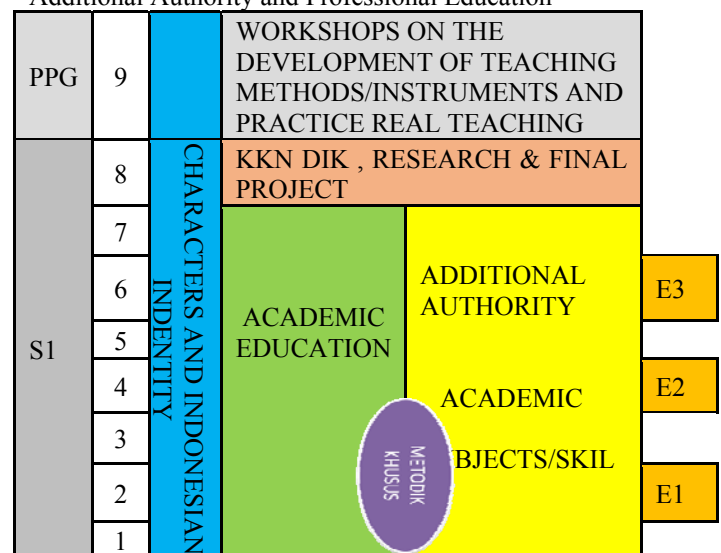 Additional Authority and Professional Education
PPG
9
WORKSHOPS ON THE
DEVELOPMENT OF TEACHING
METHODS/INSTRUMENTS AND
PRACTICE REAL TEACHING
S1
8
KKN DIK , RESEARCH & FINAL
PROJECT
7
6
5
4
3
2
1
CHARACTERS AND INDONESIAN
INDENTITY
ACADEMIC
EDUCATION
ADDITIONAL
AUTHORITY
ACADEMIC
BJECTS/SKIL
METODIK
KHUSUS
E3
E2
E1